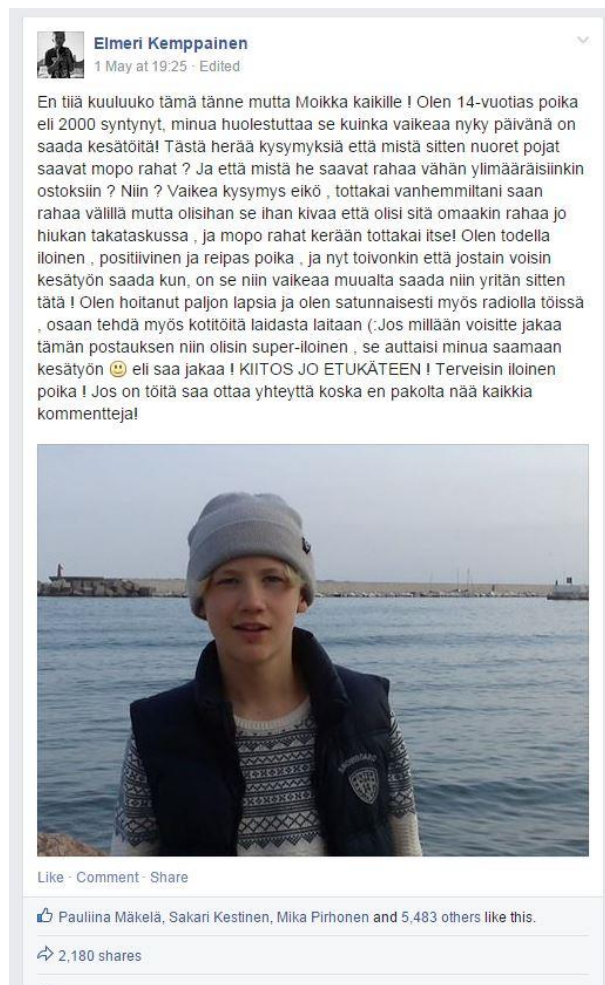 Elmeri Kemppainen
1 May at 19:25 · Edited
En tiiä kuuluuko tämä tänne mutta Moikka kaikille ! Olen 14-vuotias poika
eli 2000 syntynyt, minua huolestuttaa se kuinka vaikeaa nyky päivänä on
saada kesätöitä! Tästä herää kysymyksiä että mistä sitten nuoret pojat
saavat mopo rahat ? Ja että mistä he saavat rahaa vähän ylimääräisiinkin
ostoksiin ? Niin ? Vaikea kysymys eikö , tottakai vanhemmiltani saan
rahaa välillä mutta olisihan se ihan kivaa että olisi sitä omaakin rahaa jo
hiukan takataskussa , ja mopo rahat kerään tottakai itse! Olen todella
iloinen , positiivinen ja reipas poika , ja nyt toivonkin että jostain voisin
kesätyön saada kun, on se niin vaikeaa muualta saada niin yritän sitten
tätä ! Olen hoitanut paljon lapsia ja olen satunnaisesti myös radiolla töissä
, osaan tehdä myös kotitöitä laidasta laitaan (:Jos millään voisitte jakaa
tämän postauksen niin olisin super-iloinen , se auttaisi minua saamaan
kesätyön 🙂 eli saa jakaa ! KIITOS JO ETUKÄTEEN ! Terveisin iloinen
poika ! Jos on töitä saa ottaa yhteyttä koska en pakolta nää kaikkia
kommentteja!
SNOWBOARD
Like · Comment · Share
Pauliina Mäkelä, Sakari Kestinen, Mika Pirhonen and 5,483 others like this.
2,180 shares